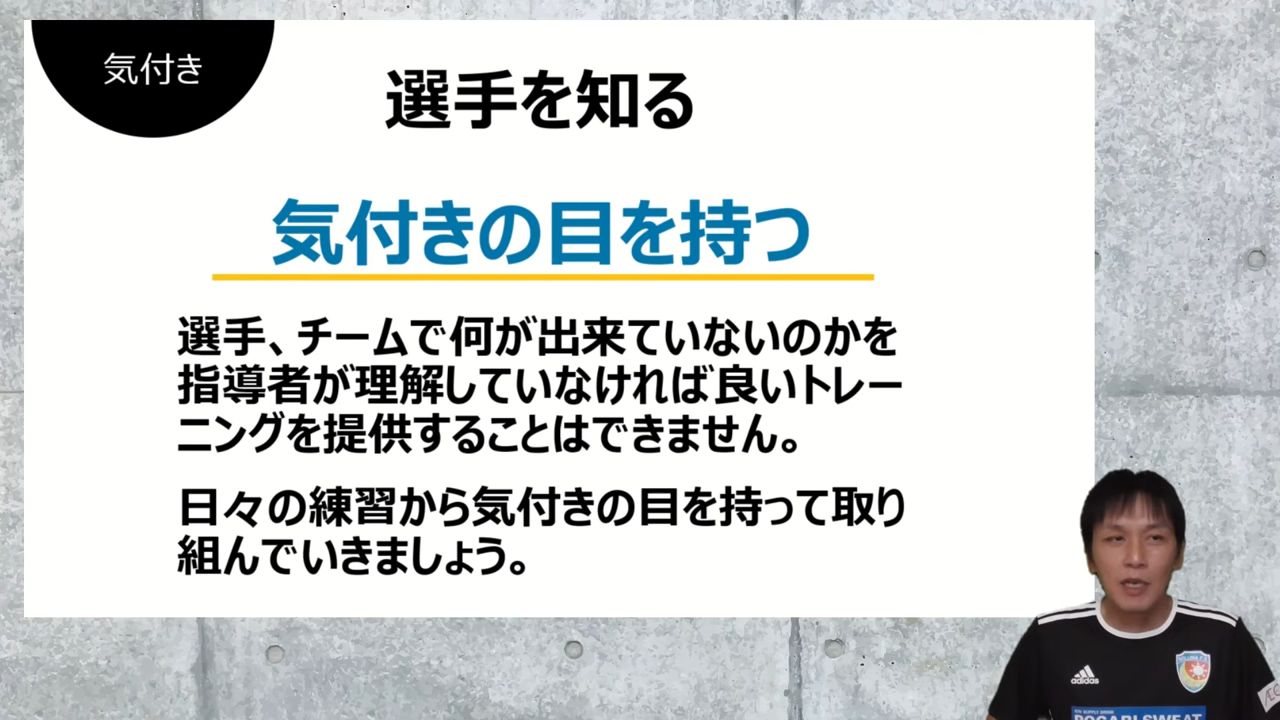 気付き
選手を知る
気付きの目を持つ
選手、チームで何が出来ていないのかを
指導者が理解していなければ良いトレー
ニングを提供することはできません。
日々の練習から気付きの目を持って取り
組んでいきましょう。
adidas
POCARI SWEAT